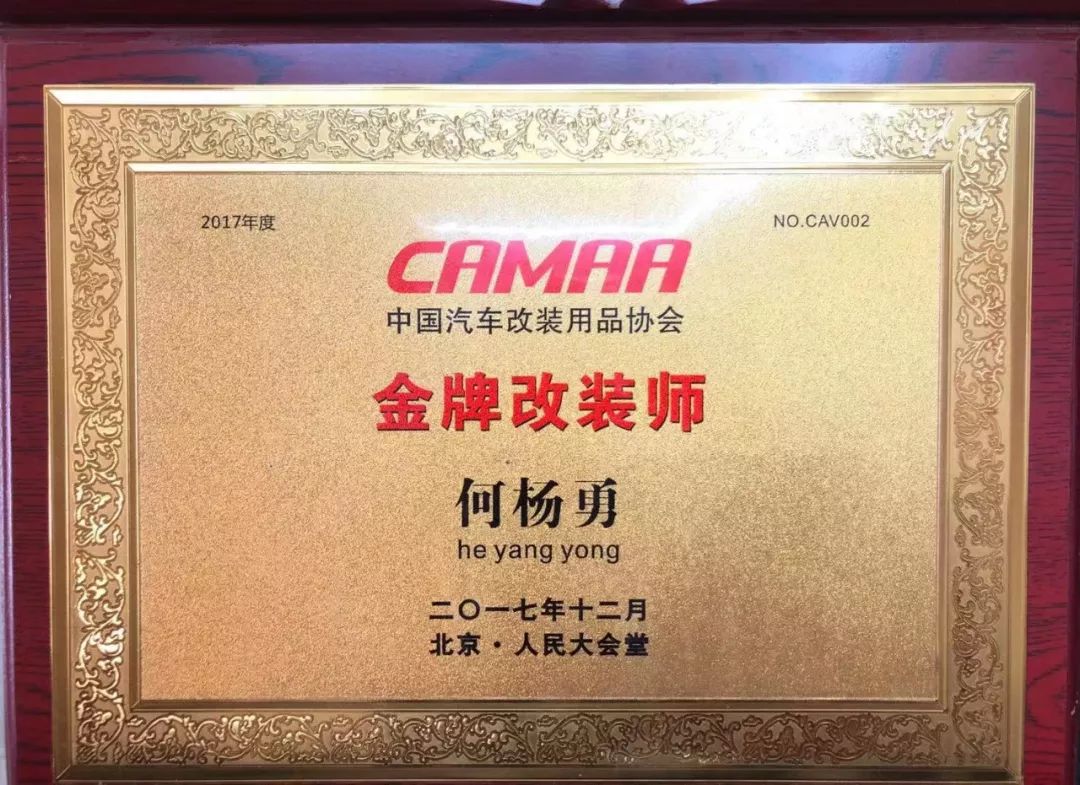 2017年度
NO.CAV002
CAMAA
中国汽车改装用品协会
金牌改装师
何杨勇
he yang yong
二〇一七年十二月
北京·人民大会堂